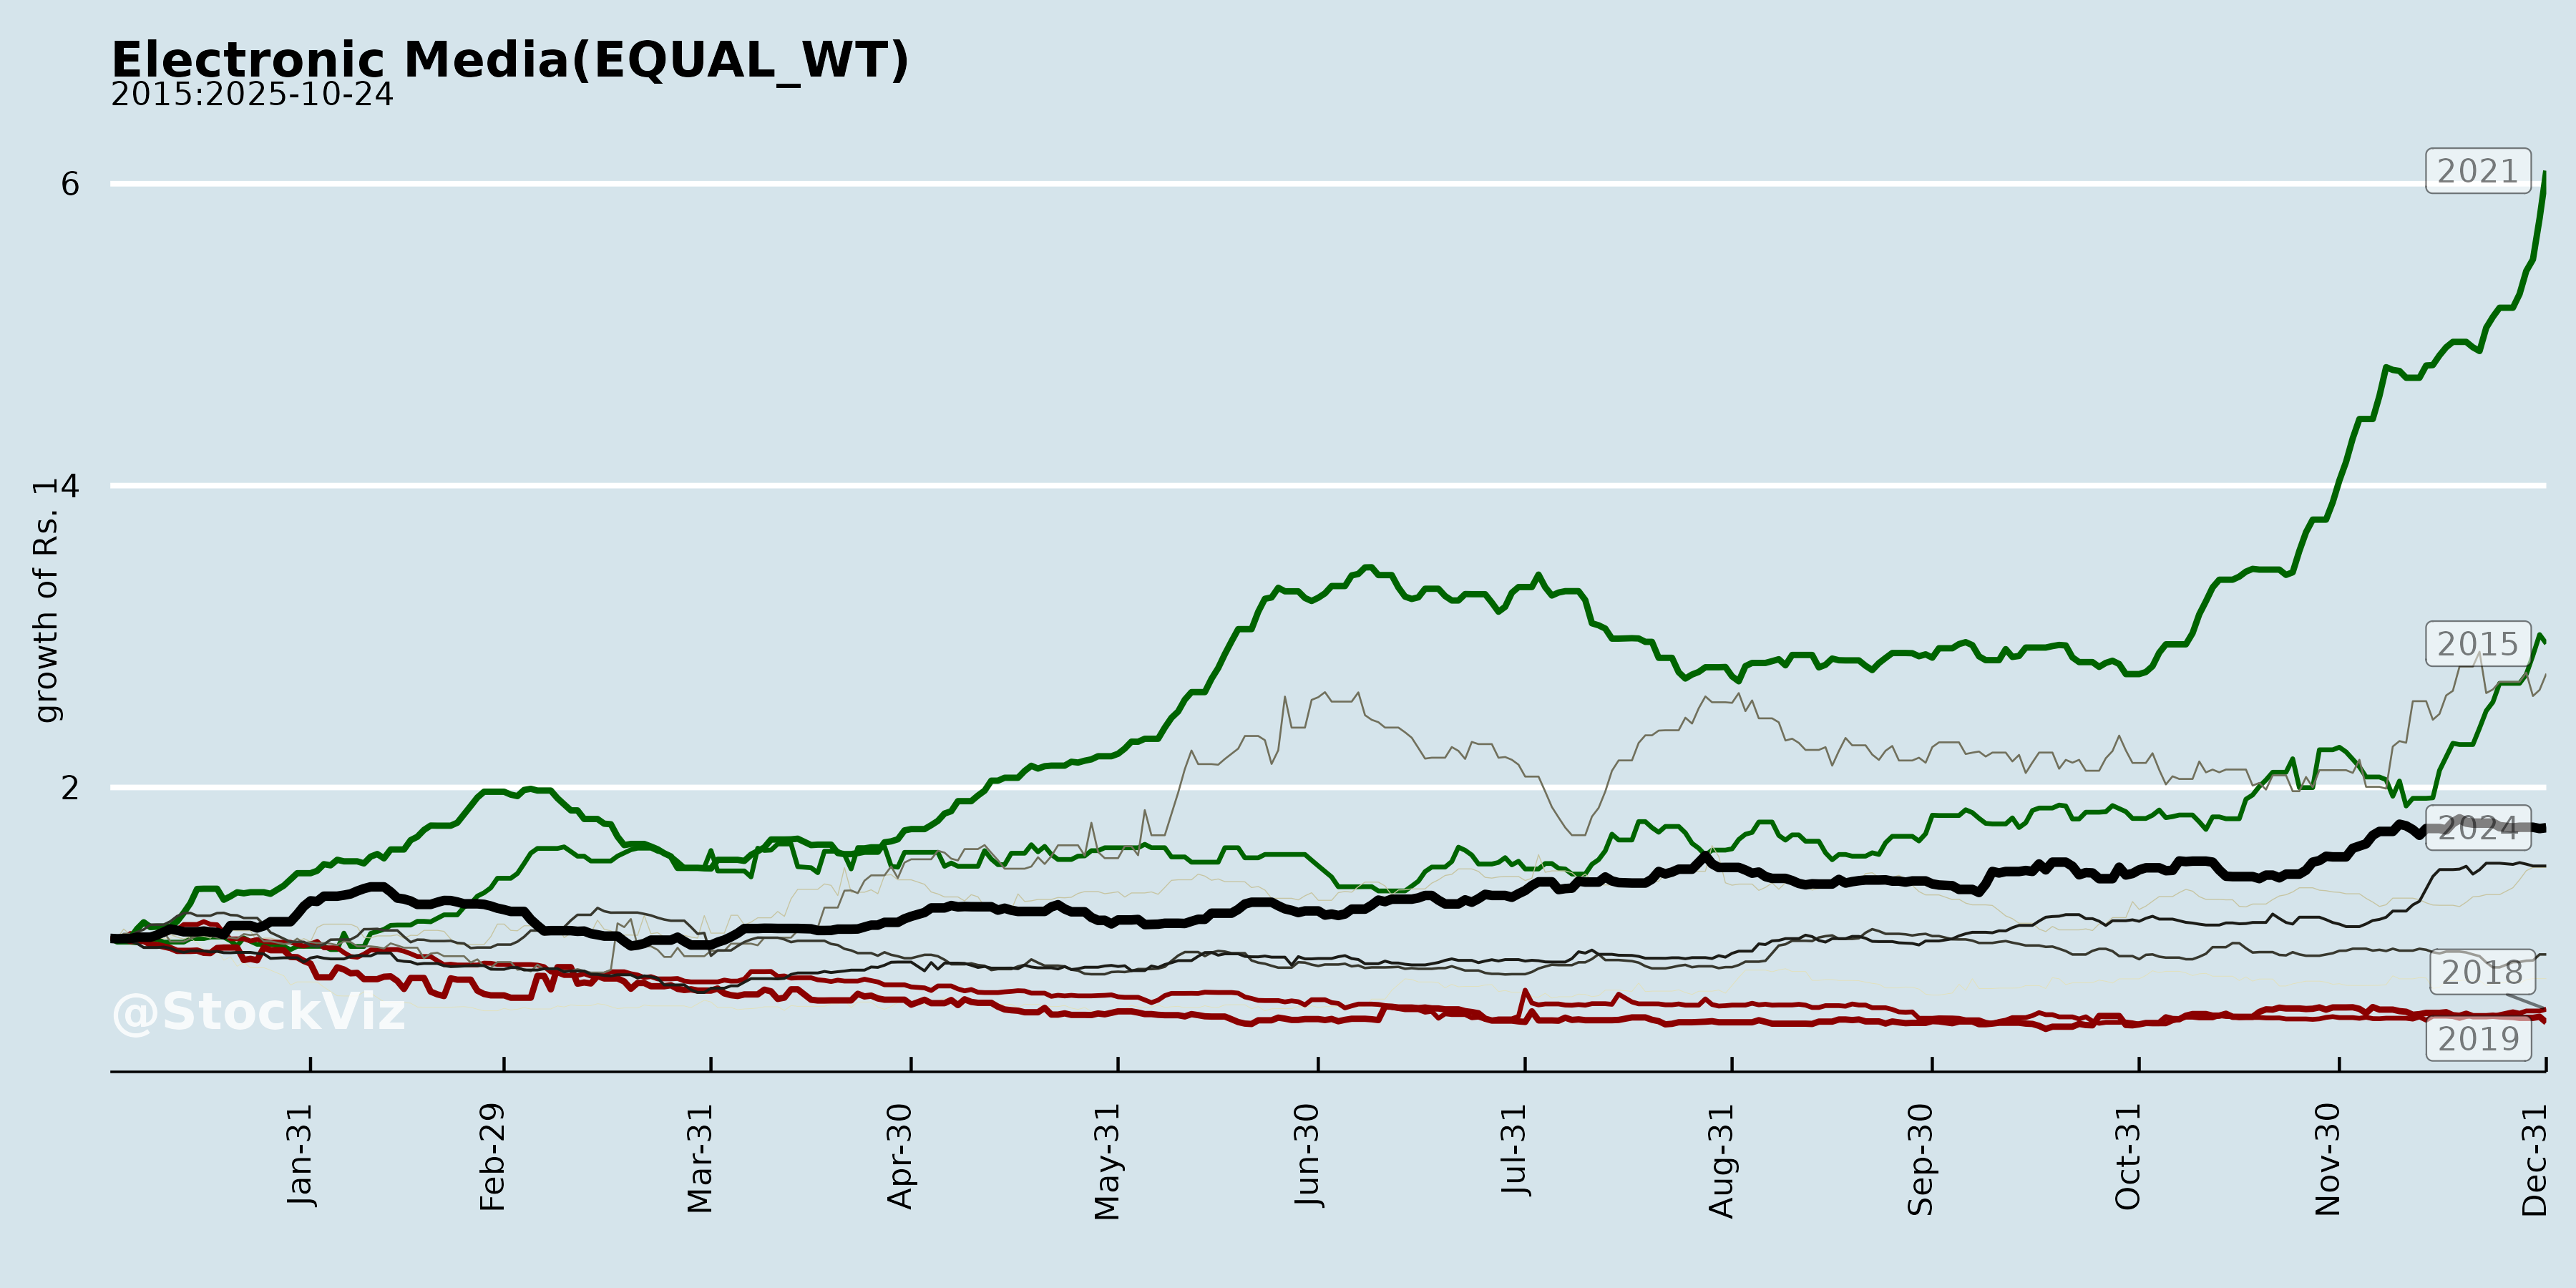 Electronic Media(EQUAL_WT)
2015:2025-10-24
growth of Rs. 1
6
4
2
2021
2015
2024
2018
2019
@StockViz
Jan-31
Feb-29
Mar-31
Apr-30
May-31
Jun-30
Jul-31
Aug-31
Sep-30
Oct-31
Nov-30
Dec-31